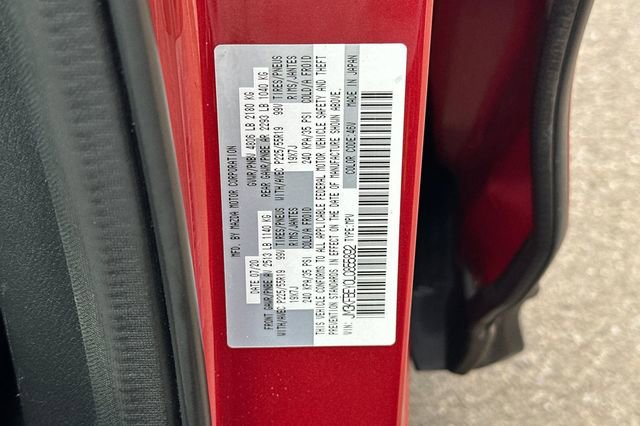 MFD. BY MAZDA MOTOR CORPORATION
DATE 07/20 GVWR/PNBV 4806 LB 2180 KG
FRONT GAWR/PNBE AV 2513 LB 1140 KG REAR GAWR/PNBE AR 2293 LB 1040 KG
WITH/AVEC P225/55R19 99V TIRES/PNEUS WITH/AVEC P225/55R19 99V TIRES/PNEUS
19X7J RIMS/JANTES 19X7J RIMS/JANTES
240 KPA/35 PSI COLD/A FROID 240 KPA/35 PSI COLD/A FROID
THIS VEHICLE CONFORMS TO ALL APPLICABLE FEDERAL MOTOR VEHICLE SAFETY AND THEFT
PREVENTION STANDARDS IN EFFECT ON THE DATE OF MANUFACTURE SHOWN ABOVE.
VIN: TYPE:MPV COLOR CODE:46V MADE IN JAPAN